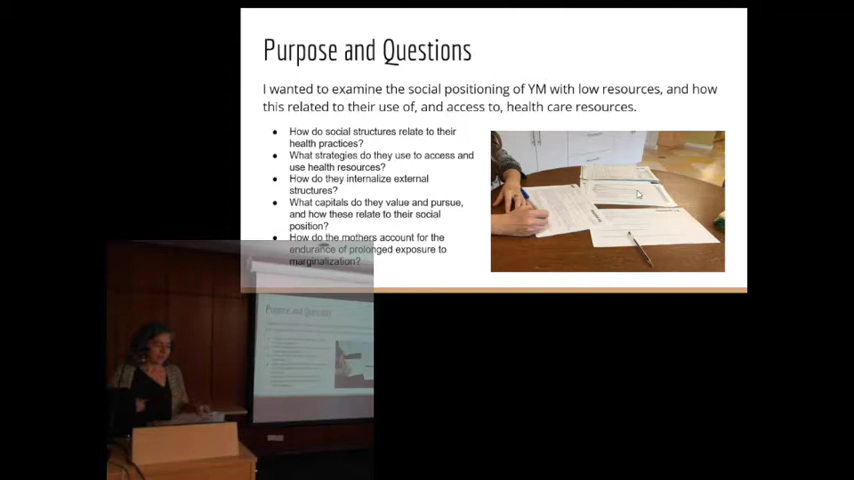 Purpose and Questions
I wanted to examine the social positioning of YM with low resources, and how
this related to their use of, and access to, health care resources.
● How do social structures relate to their
health practices?
● What strategies do they use to access and
use health resources?
● How do they internalize external
structures?
● What capitals do they value and pursue,
and how these relate to their social
position?
● How do the mothers account for the
endurance of prolonged exposure to
marginalization?
Purpose and Questions